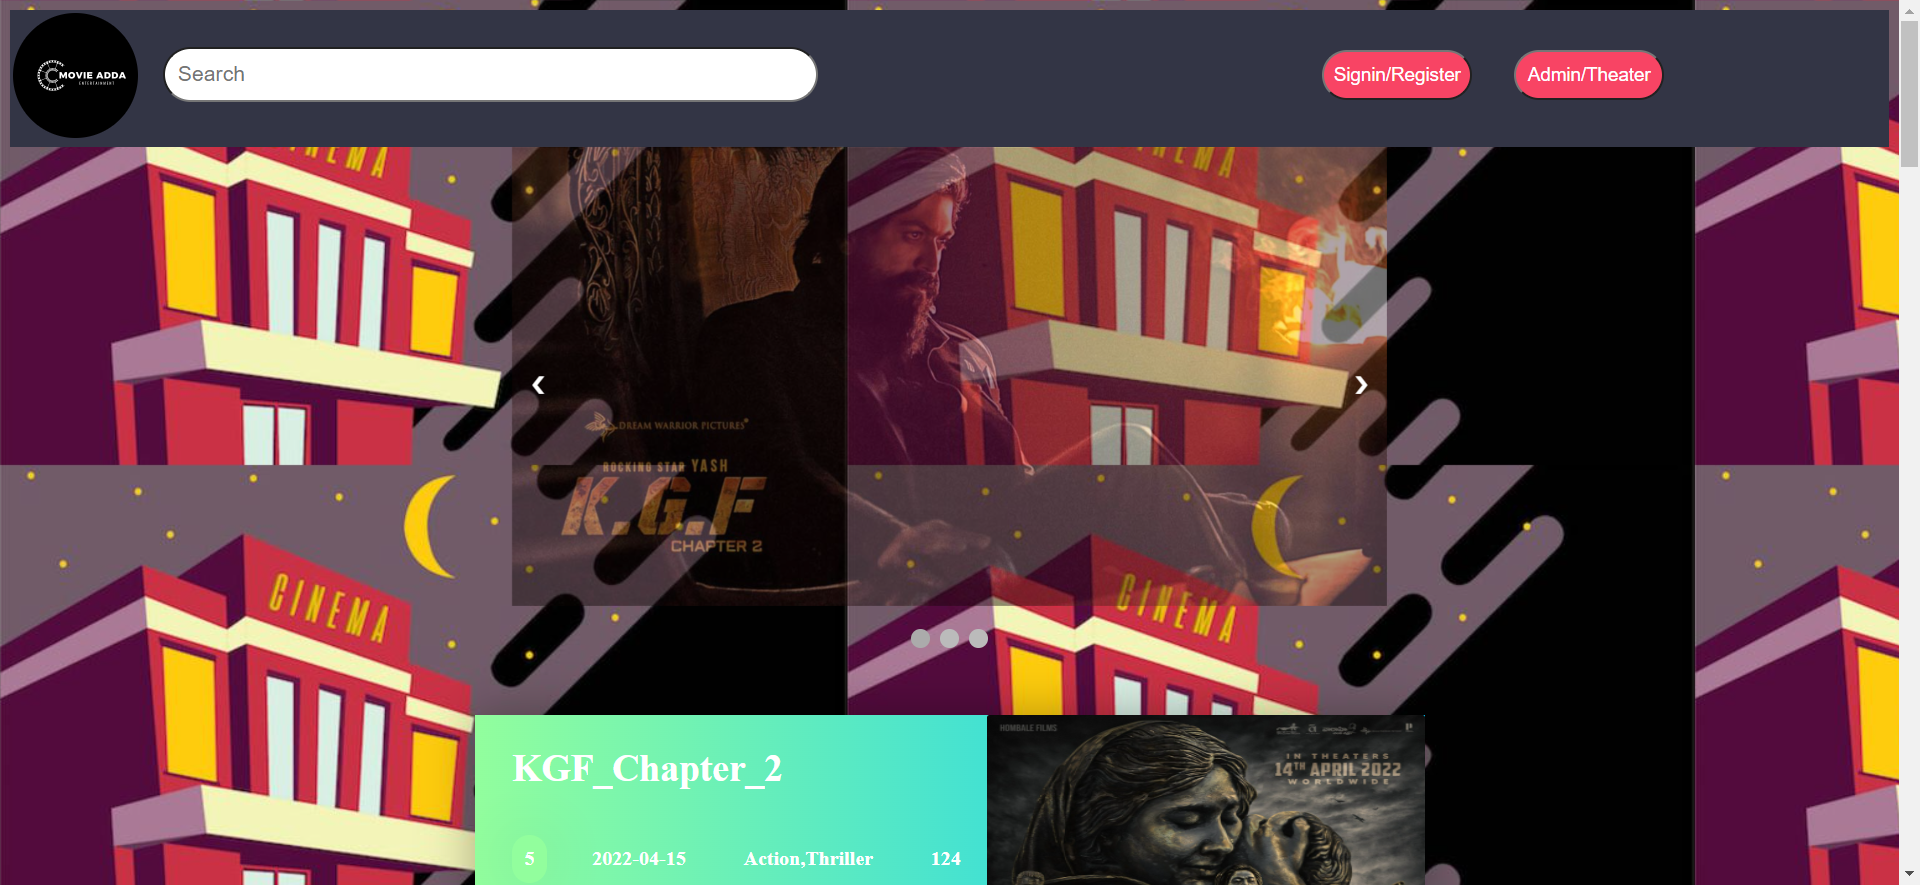 MOVIE ADDA
ENTERTAINMENT
Search
Signin/Register
Admin/Theater
CINEMA
CINEMA
❮
❯
DREAM WARRIOR PICTURES
ROCKING STAR YASH
K.G.F
CHAPTER 2
CINEMA
CINEMA
KGF_Chapter_2
5 2022-04-15 Action,Thriller 124
HOMBALE FILMS
IN THEATERS
14TH APRIL 2022
WORLDWIDE